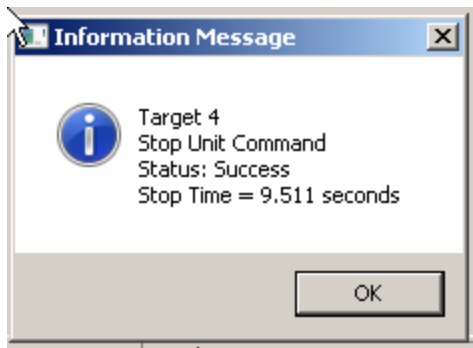 Information Message
Target 4
Stop Unit Command
Status: Success
Stop Time = 9.511 seconds
OK